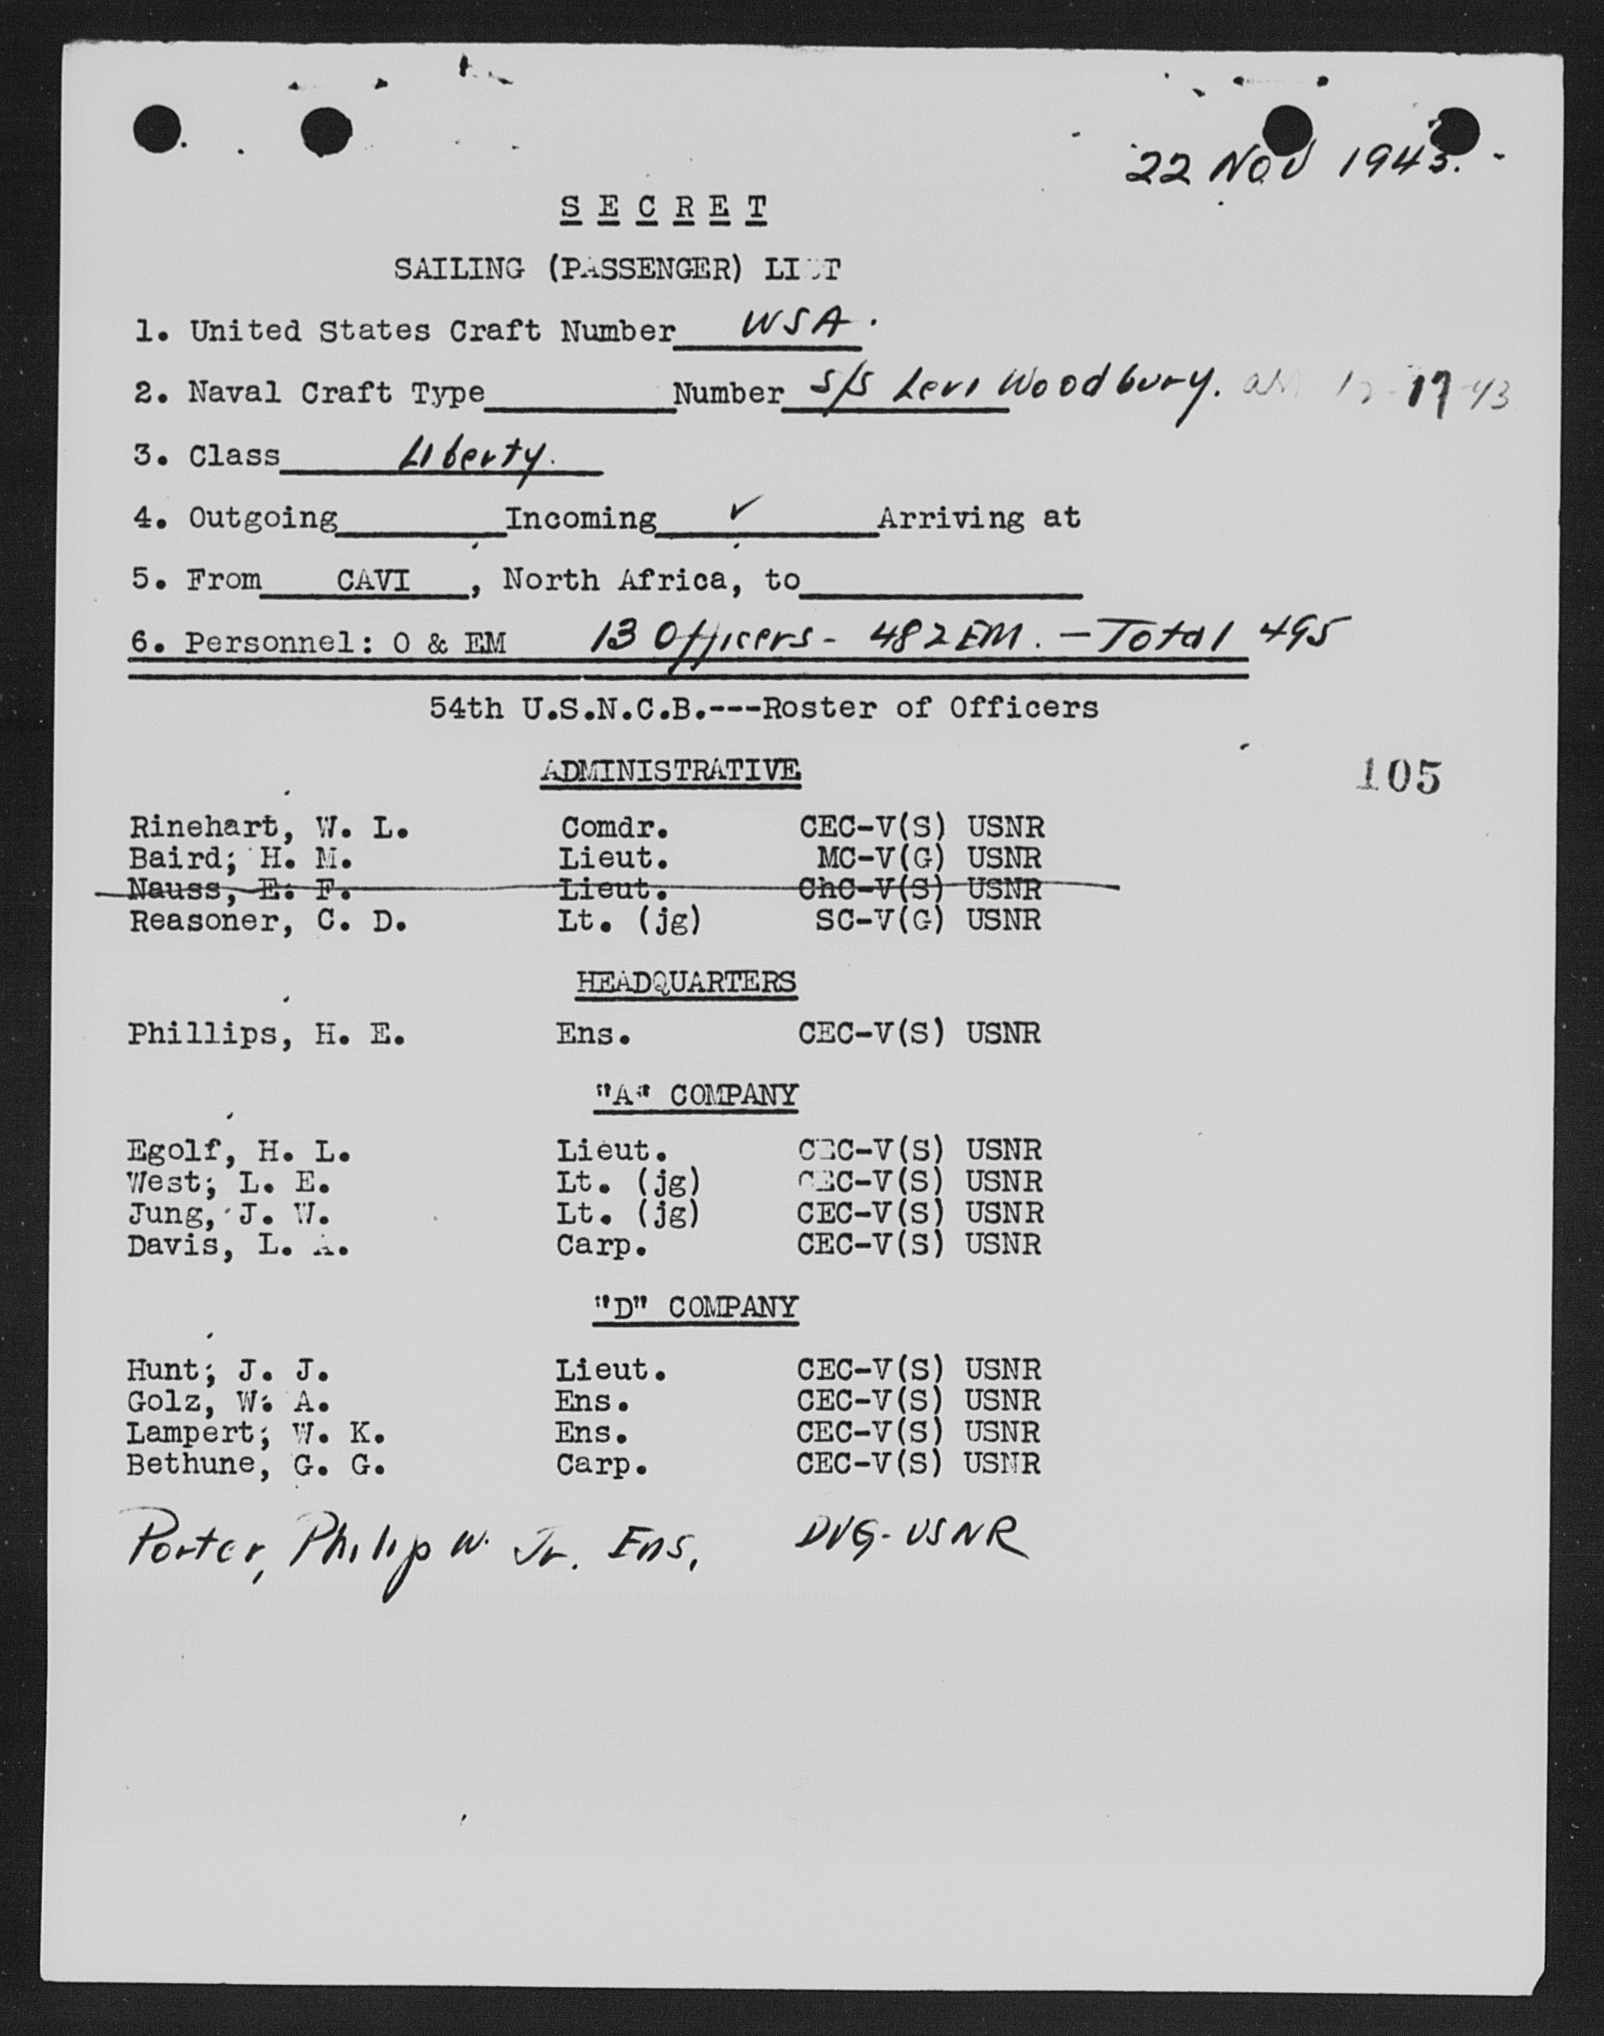 22 Nov 1943.
S E C R E T
SAILING (PASSENGER) LIST
1. United States Craft Number WSA.
2. Naval Craft Type Number S/S Levi Woodbury. 17-43
3. Class Liberty.
4. Outgoing Incoming ✓ Arriving at
5. From CAVI, North Africa, to
6. Personnel: O & EM 13 Officers - 482 EM. - Total 495
54th U.S.N.C.B.---Roster of Officers
ADMINISTRATIVE
105
Rinehart, W. L. Comdr. CEC-V(S) USNR
Baird; H. M. Lieut. MC-V(G) USNR
Nauss, E. F. Lieut. ChC-V(S) USNR
Reasoner, C. D. Lt. (jg) SC-V(G) USNR
HEADQUARTERS
Phillips, H. E. Ens. CEC-V(S) USNR
"A" COMPANY
Egolf, H. L. Lieut. CEC-V(S) USNR
West; L. E. Lt. (jg) CEC-V(S) USNR
Jung, J. W. Lt. (jg) CEC-V(S) USNR
Davis, L. A. Carp. CEC-V(S) USNR
"D" COMPANY
Hunt; J. J. Lieut. CEC-V(S) USNR
Golz, W. A. Ens. CEC-V(S) USNR
Lampert; W. K. Ens. CEC-V(S) USNR
Bethune, G. G. Carp. CEC-V(S) USNR
Porter, Philip W. Jr. Ens, DVG-USNR